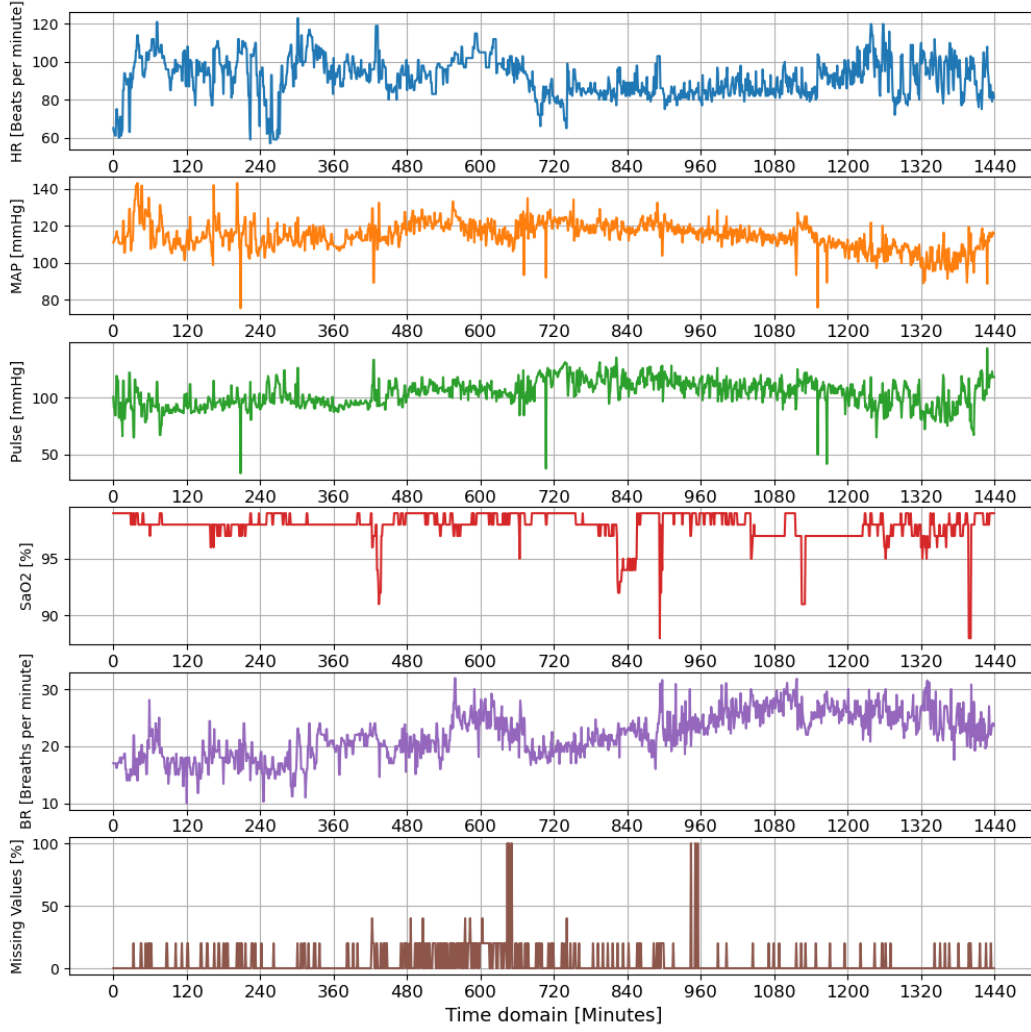 HR [Beats per minute]
120
100
80
60
0 120 240 360 480 600 720 840 960 1080 1200 1320 1440
MAP [mmHg]
140
120
100
80
0 120 240 360 480 600 720 840 960 1080 1200 1320 1440
Pulse [mmHg]
100
50
0 120 240 360 480 600 720 840 960 1080 1200 1320 1440
SaO2 [%]
95
90
0 120 240 360 480 600 720 840 960 1080 1200 1320 1440
BR [Breaths per minute]
30
20
10
0 120 240 360 480 600 720 840 960 1080 1200 1320 1440
Missing Values [%]
100
50
0
0 120 240 360 480 600 720 840 960 1080 1200 1320 1440
Time domain [Minutes]